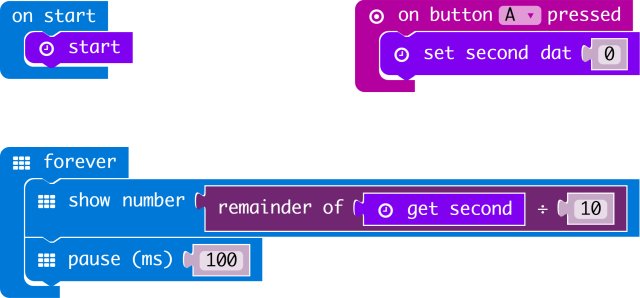 on start
start
on button A pressed
set second dat 0
forever
show number remainder of get second ÷ 10
pause (ms) 100